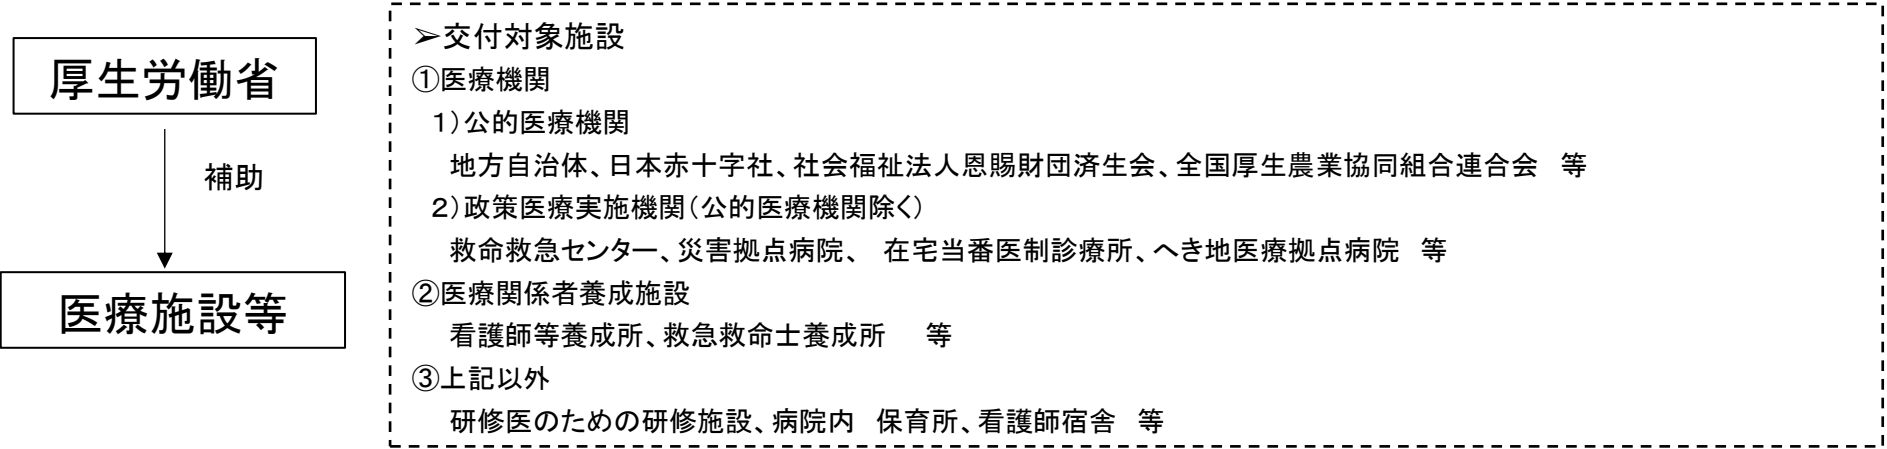 厚生労働省
補助
医療施設等
➢交付対象施設
①医療機関
1）公的医療機関
地方自治体、日本赤十字社、社会福祉法人恩賜財団済生会、全国厚生農業協同組合連合会　等
2）政策医療実施機関（公的医療機関除く）
救命救急センター、災害拠点病院、 在宅当番医制診療所、へき地医療拠点病院　等
②医療関係者養成施設
看護師等養成所、救急救命士養成所　 等
③上記以外
研修医のための研修施設、病院内　保育所、看護師宿舎　等